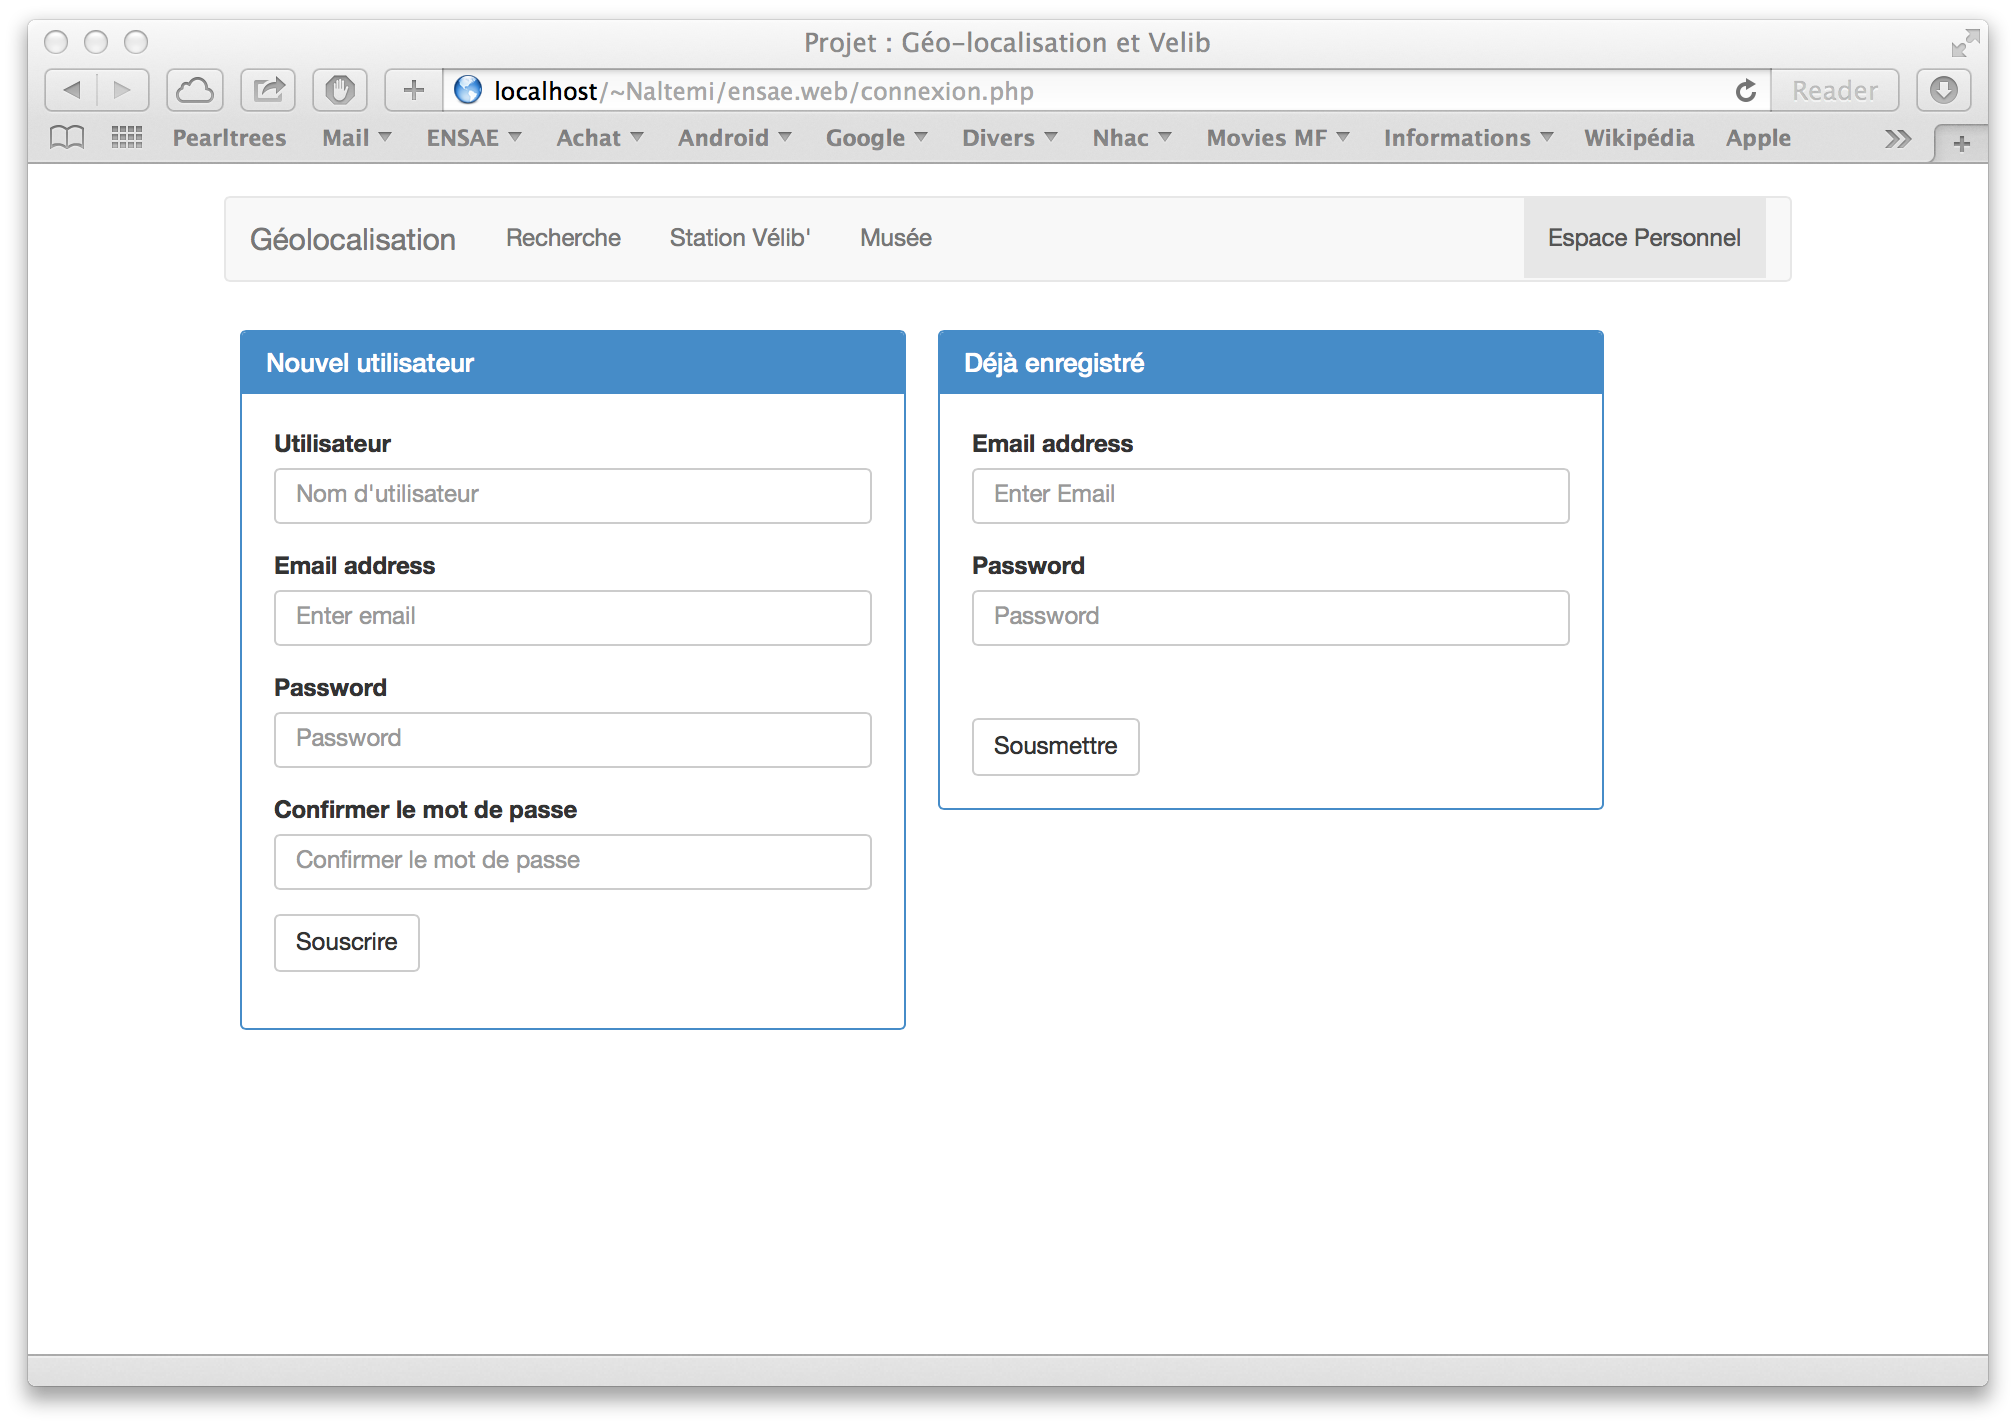 Projet : Géo-localisation et Velib
localhost/~Naltemi/ensae.web/connexion.php
Reader
Pearltrees Mail ENSAE Achat Android Google Divers Nhac Movies MF Informations Wikipédia Apple
Géolocalisation Recherche Station Vélib' Musée Espace Personnel
Nouvel utilisateur
Utilisateur
Nom d'utilisateur
Email address
Enter email
Password
Password
Confirmer le mot de passe
Confirmer le mot de passe
Souscrire
Déjà enregistré
Email address
Enter Email
Password
Password
Sousmettre